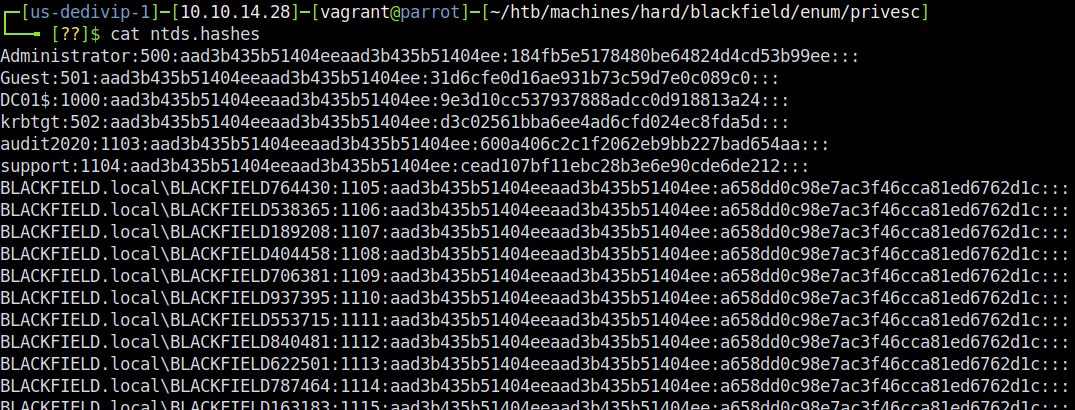 ┌─[us-dedivip-1]─[10.10.14.28]─[vagrant@parrot]─[~/htb/machines/hard/blackfield/enum/privesc]
└──╼ [??]$ cat ntds.hashes
Administrator:500:aad3b435b51404eeaad3b435b51404ee:184fb5e5178480be64824d4cd53b99ee:::
Guest:501:aad3b435b51404eeaad3b435b51404ee:31d6cfe0d16ae931b73c59d7e0c089c0:::
DC01$:1000:aad3b435b51404eeaad3b435b51404ee:9e3d10cc537937888adcc0d918813a24:::
krbtgt:502:aad3b435b51404eeaad3b435b51404ee:d3c02561bba6ee4ad6cfd024ec8fda5d:::
audit2020:1103:aad3b435b51404eeaad3b435b51404ee:600a406c2c1f2062eb9bb227bad654aa:::
support:1104:aad3b435b51404eeaad3b435b51404ee:cead107bf11ebc28b3e6e90cde6de212:::
BLACKFIELD.local\BLACKFIELD764430:1105:aad3b435b51404eeaad3b435b51404ee:a658dd0c98e7ac3f46cca81ed6762d1c:::
BLACKFIELD.local\BLACKFIELD538365:1106:aad3b435b51404eeaad3b435b51404ee:a658dd0c98e7ac3f46cca81ed6762d1c:::
BLACKFIELD.local\BLACKFIELD189208:1107:aad3b435b51404eeaad3b435b51404ee:a658dd0c98e7ac3f46cca81ed6762d1c:::
BLACKFIELD.local\BLACKFIELD404458:1108:aad3b435b51404eeaad3b435b51404ee:a658dd0c98e7ac3f46cca81ed6762d1c:::
BLACKFIELD.local\BLACKFIELD706381:1109:aad3b435b51404eeaad3b435b51404ee:a658dd0c98e7ac3f46cca81ed6762d1c:::
BLACKFIELD.local\BLACKFIELD937395:1110:aad3b435b51404eeaad3b435b51404ee:a658dd0c98e7ac3f46cca81ed6762d1c:::
BLACKFIELD.local\BLACKFIELD553715:1111:aad3b435b51404eeaad3b435b51404ee:a658dd0c98e7ac3f46cca81ed6762d1c:::
BLACKFIELD.local\BLACKFIELD840481:1112:aad3b435b51404eeaad3b435b51404ee:a658dd0c98e7ac3f46cca81ed6762d1c:::
BLACKFIELD.local\BLACKFIELD622501:1113:aad3b435b51404eeaad3b435b51404ee:a658dd0c98e7ac3f46cca81ed6762d1c:::
BLACKFIELD.local\BLACKFIELD787464:1114:aad3b435b51404eeaad3b435b51404ee:a658dd0c98e7ac3f46cca81ed6762d1c:::
BLACKFIELD.local\BLACKFIELD163183:1115:aad3b435b51404eeaad3b435b51404ee:a658dd0c98e7ac3f46cca81ed6762d1c:::